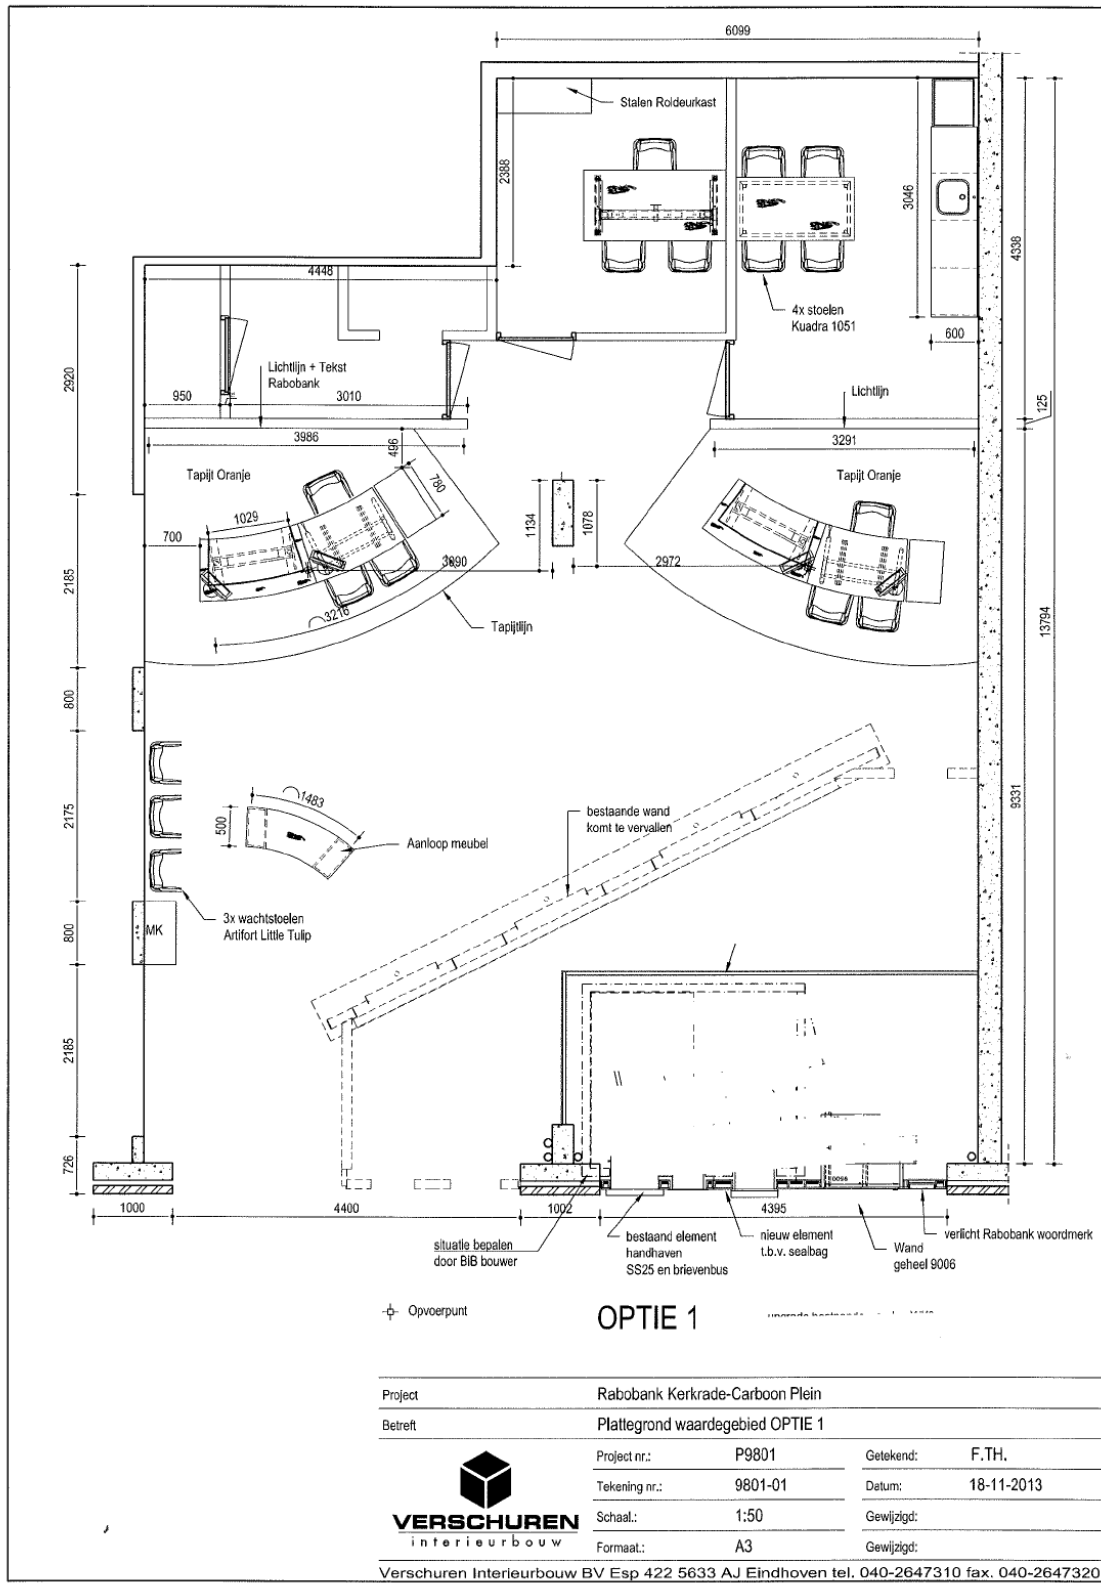 6099
Stalen Roldeurkast
2388
3046
4338
4448
4x stoelen
Kuadra 1051
600
2920
Lichtlijn + Tekst
Rabobank
950
3010
Lichtlijn
125
3986
496
3291
Tapijt Oranje
780
Tapijt Oranje
1029
1134
1078
700
3090
2972
2185
3216
Tapijtlijn
13794
800
2175
1483
500
bestaande wand
komt te vervallen
9331
Aanloop meubel
3x wachtstoelen
Artifort Little Tulip
800
MK
2185
726
9006
1000
4400
1002
4395
situatie bepalen
door BiB bouwer
bestaand element
handhaven
SS25 en brievenbus
nieuw element
t.b.v. sealbag
Wand
geheel 9006
verlicht Rabobank woordmerk
Opvoerpunt
OPTIE 1
Project
Rabobank Kerkrade-Carboon Plein
Betreft
Plattegrond waardegebied OPTIE 1
Project nr.: P9801 Getekend: F.TH.
Tekening nr.: 9801-01 Datum: 18-11-2013
Schaal.: 1:50 Gewijzigd:
Formaat.: A3 Gewijzigd:
VERSCHUREN
interieurbouw
Verschuren Interieurbouw BV Esp 422 5633 AJ Eindhoven tel. 040-2647310 fax. 040-2647320